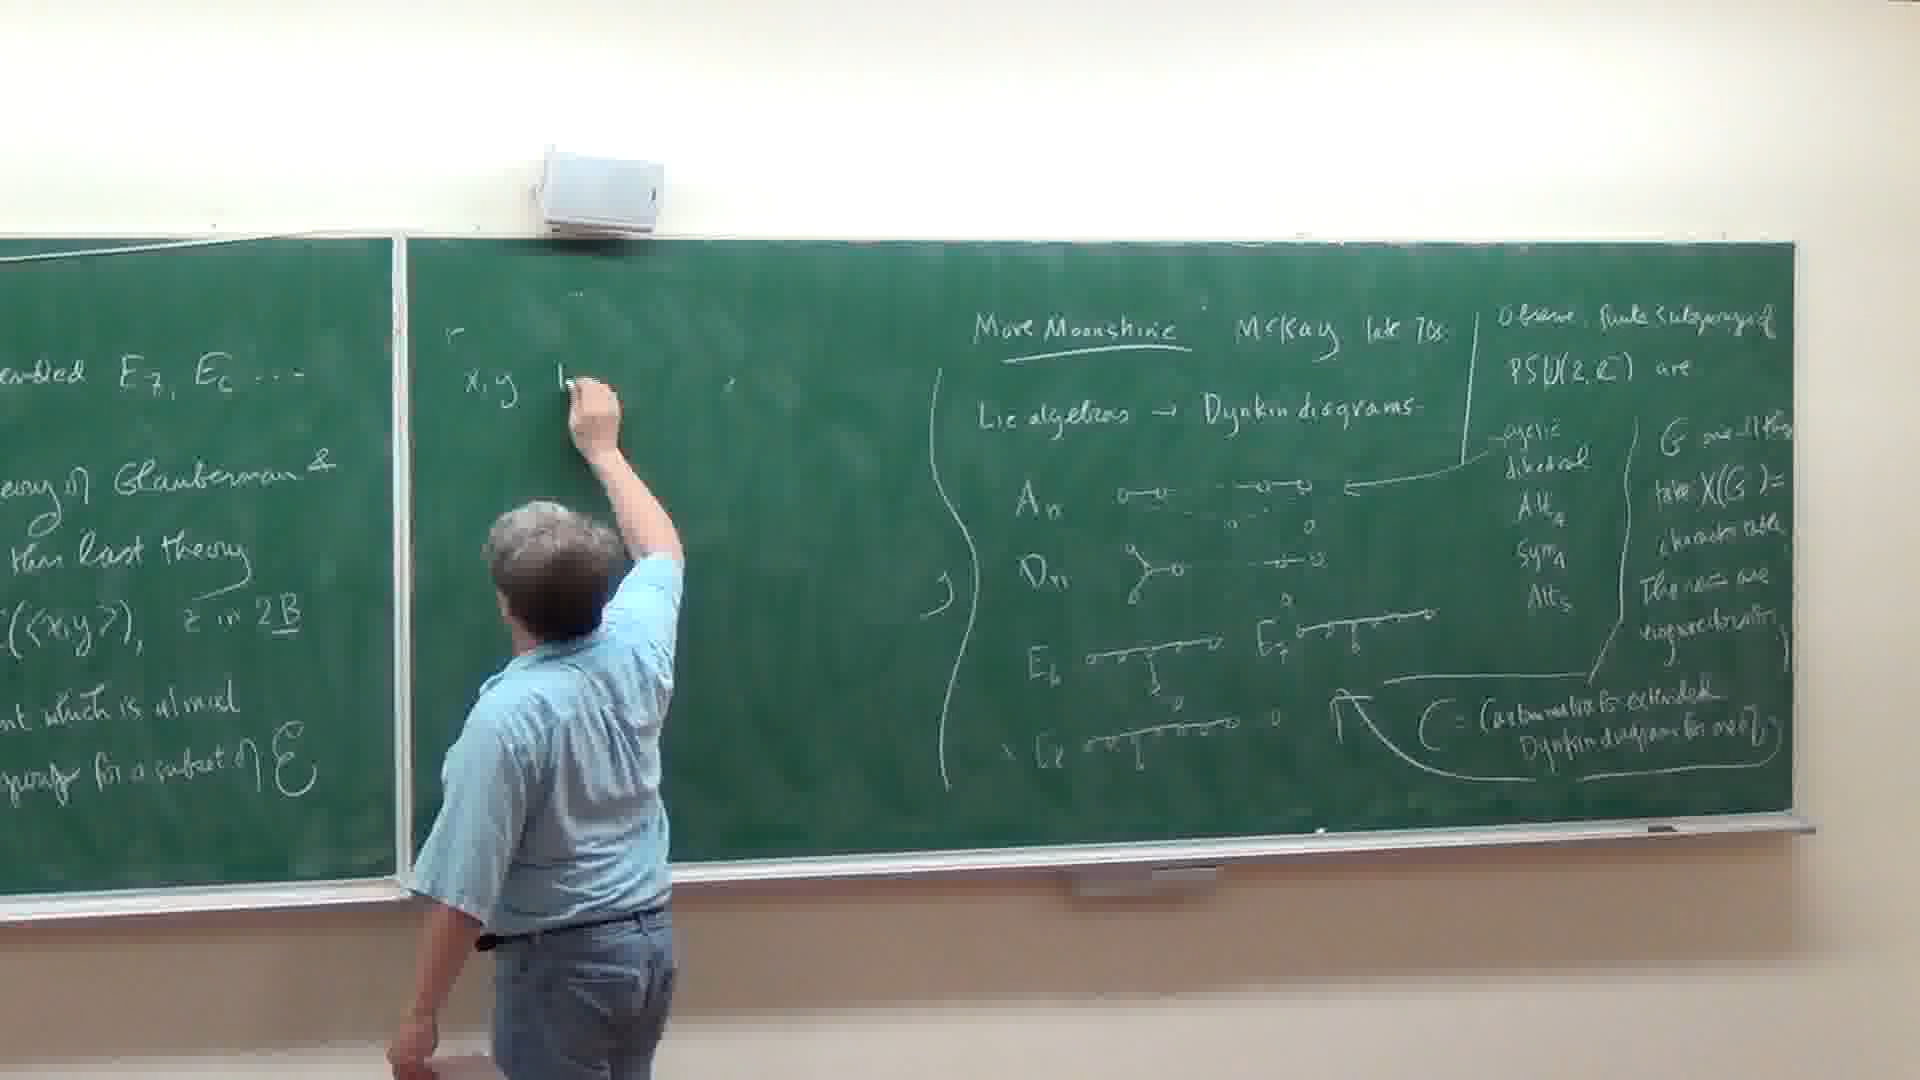 ended E7, E6 ...
eory of Glauberman &
this last theory
(<x,y>), z in 2B
nt which is almost
group for a subset of E
x, y
More Moonshine McKay late 70s.
Lie algebras → Dynkin diagrams
An
Dn
E6 E7
E8
Observe, finite subgroups of
PSU(2,C) are
cyclic
dihedral
Alt4
Sym4
Alt5
G one of these
take X(G) =
character table,
The rows are
eigenvectors
C = Cartan matrix for extended
Dynkin diagram for one of